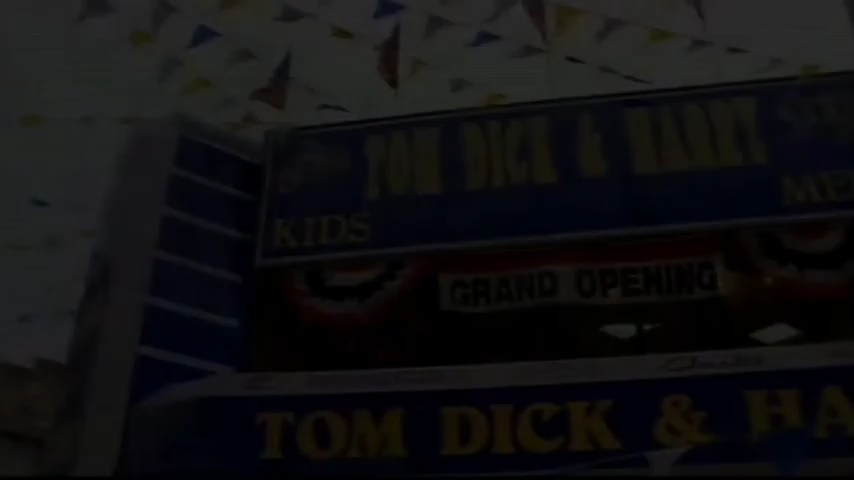 TOM DICK & HARRY
KIDS
GRAND OPENING
TOM DICK & HA